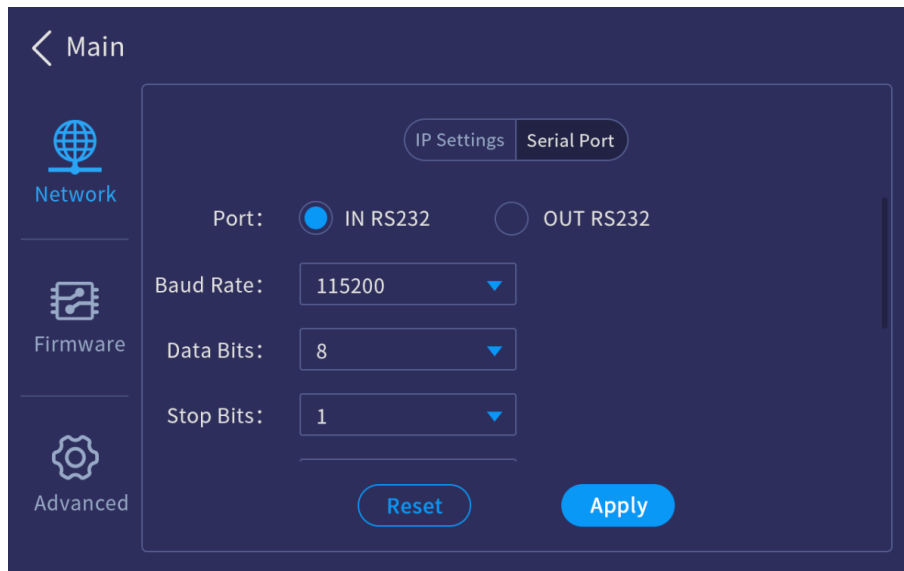 Main
Network
Firmware
Advanced
IP Settings Serial Port
Port: IN RS232 OUT RS232
Baud Rate: 115200
Data Bits: 8
Stop Bits: 1
Reset Apply